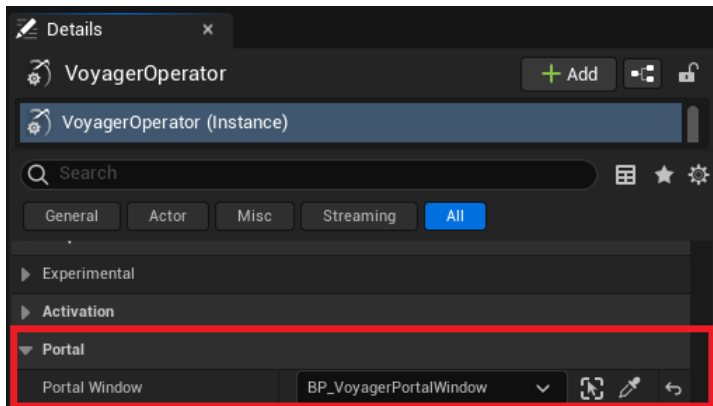 Details ×
VoyagerOperator + Add
VoyagerOperator (Instance)
Search
General Actor Misc Streaming All
Experimental
Activation
Portal
Portal Window BP_VoyagerPortalWindow